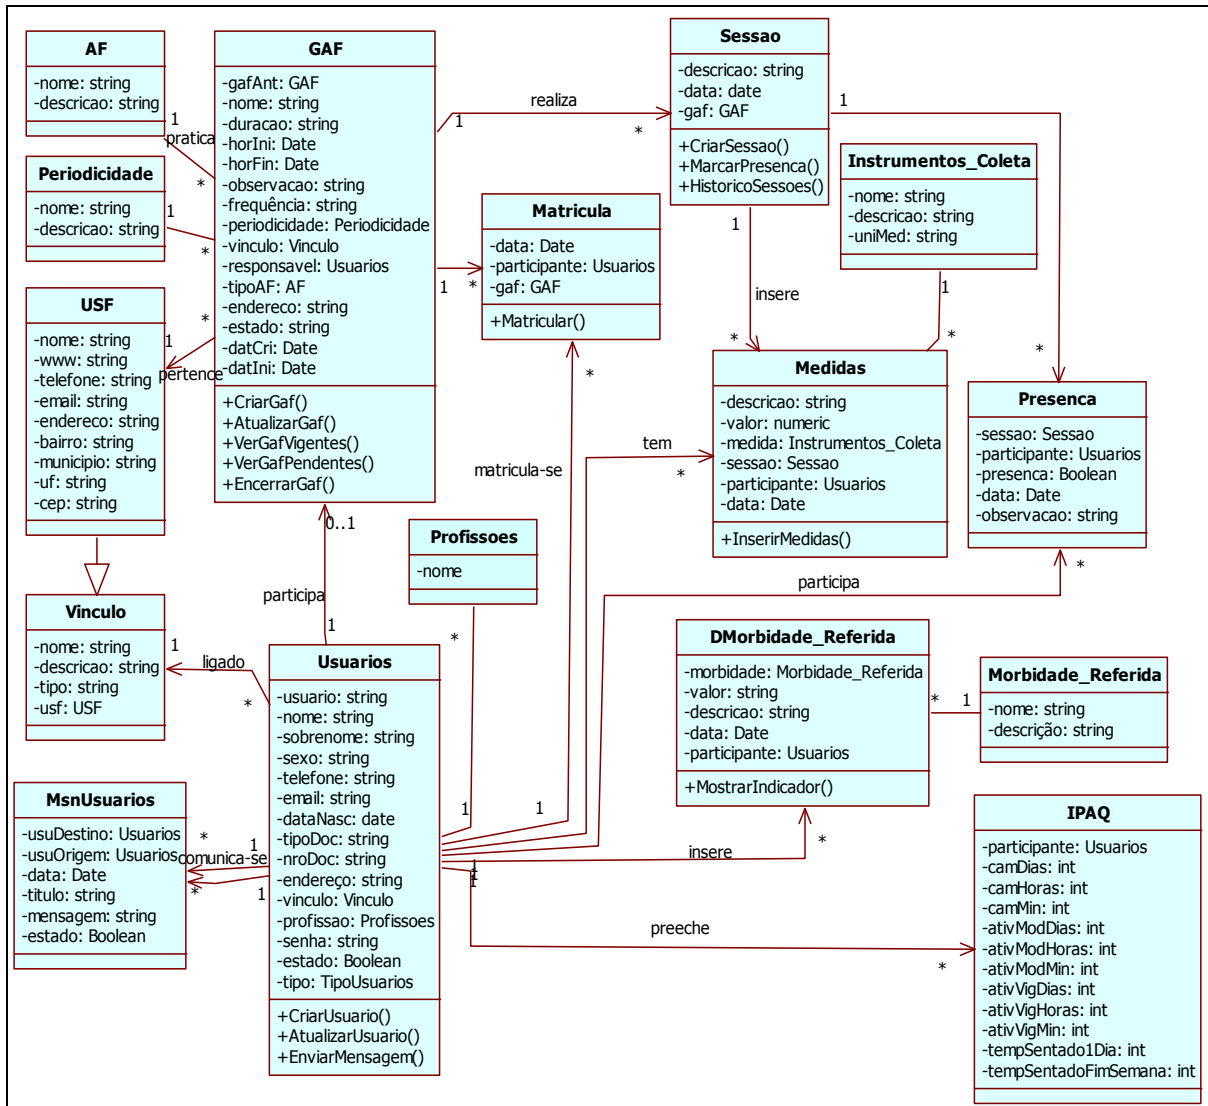 AF
-nome: string
-descricao: string
1
pratica
*
Periodicidade
-nome: string
-descricao: string
1
*
USF
-nome: string
-www: string
-telefone: string
-email: string
-endereco: string
-bairro: string
-municipio: string
-uf: string
-cep: string
1
*
pertence
GAF
-gafAnt: GAF
-nome: string
-duracao: string
-horIni: Date
-horFin: Date
-observacao: string
-frequência: string
-periodicidade: Periodicidade
-vinculo: Vinculo
-responsavel: Usuarios
-tipoAF: AF
-endereco: string
-estado: string
-datCri: Date
-datIni: Date
+CriarGaf()
+AtualizarGaf()
+VerGafVigentes()
+VerGafPendentes()
+EncerrarGaf()
realiza
1
*
Sessao
-descricao: string
-data: date
-gaf: GAF
+CriarSessao()
+MarcarPresenca()
+HistoricoSessoes()
1
*
Instrumentos_Coleta
-nome: string
-descricao: string
-uniMed: string
1
*
Matricula
-data: Date
-participante: Usuarios
-gaf: GAF
+Matricular()
1
*
*
matricula-se
1
insere
*
Medidas
-descricao: string
-valor: numeric
-medida: Instrumentos_Coleta
-sessao: Sessao
-participante: Usuarios
-data: Date
+InserirMedidas()
tem
*
Presenca
-sessao: Sessao
-participante: Usuarios
-presenca: Boolean
-data: Date
-observacao: string
*
participa
0..1
participa
1
Profissoes
-nome
*
1
Vinculo
-nome: string
-descricao: string
-tipo: string
-usf: USF
1
ligado
*
Usuarios
-usuario: string
-nome: string
-sobrenome: string
-sexo: string
-telefone: string
-email: string
-dataNasc: date
-tipoDoc: string
-nroDoc: string
-endereço: string
-vinculo: Vinculo
-profissao: Profissoes
-senha: string
-estado: Boolean
-tipo: TipoUsuarios
+CriarUsuario()
+AtualizarUsuario()
+EnviarMensagem()
1
1
1
DMorbidade_Referida
-morbidade: Morbidade_Referida
-valor: string
-descricao: string
-data: Date
-participante: Usuarios
+MostrarIndicador()
*
1
Morbidade_Referida
-nome: string
-descrição: string
insere
*
MsnUsuarios
-usuDestino: Usuarios
-usuOrigem: Usuarios
-data: Date
-titulo: string
-mensagem: string
-estado: Boolean
*
1
comunica-se
*
1
preeche
*
IPAQ
-participante: Usuarios
-camDias: int
-camHoras: int
-camMin: int
-ativModDias: int
-ativModHoras: int
-ativModMin: int
-ativVigDias: int
-ativVigHoras: int
-ativVigMin: int
-tempSentado1Dia: int
-tempSentadoFimSemana: int